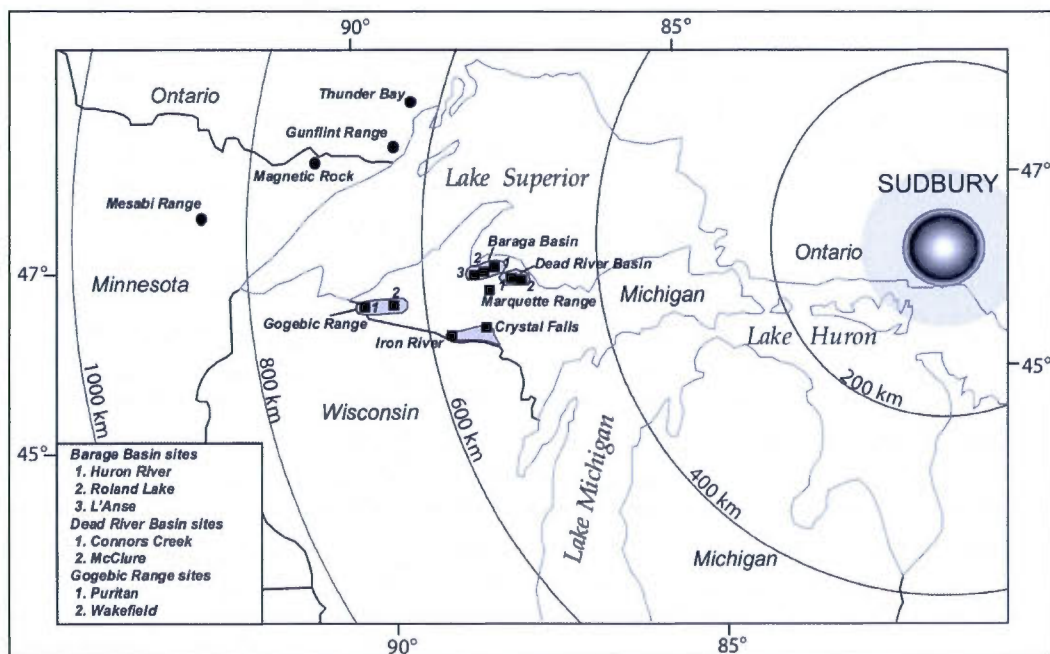 90°
85°
Ontario
Thunder Bay
Gunflint Range
Magnetic Rock
Mesabi Range
Lake Superior
47°
SUDBURY
Baraga Basin
2
1
3
Dead River Basin
1
2
Marquette Range
Ontario
47°
Minnesota
Michigan
2
1
Gogebic Range
Crystal Falls
Iron River
Lake Huron
45°
200 km
1000 km
800 km
600 km
400 km
Wisconsin
Lake Michigan
Michigan
45°
Barage Basin sites
1. Huron River
2. Roland Lake
3. L'Anse
Dead River Basin sites
1. Connors Creek
2. McClure
Gogebic Range sites
1. Puritan
2. Wakefield
90°
85°